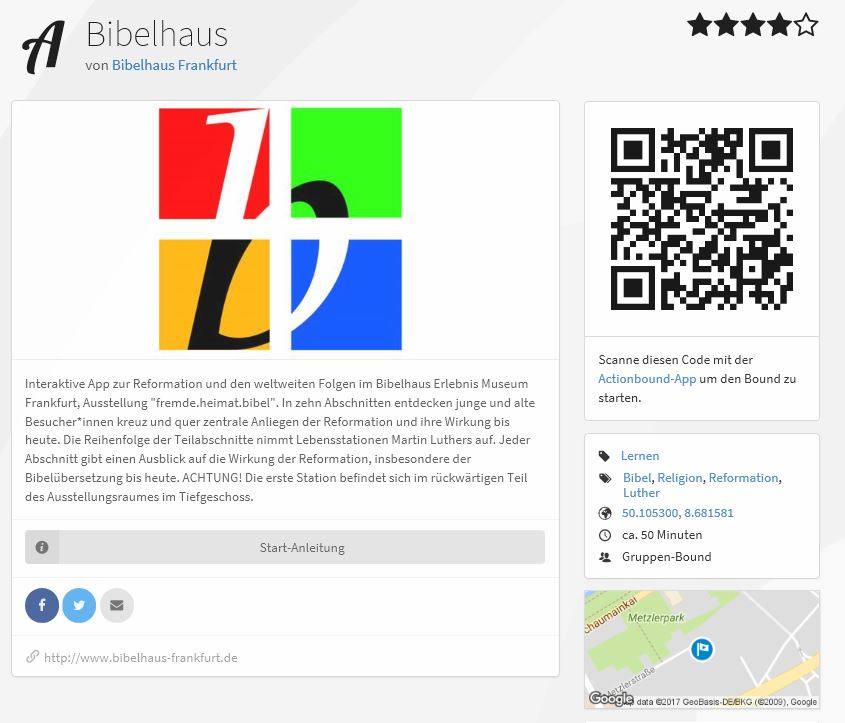 Bibelhaus
von Bibelhaus Frankfurt
Interaktive App zur Reformation und den weltweiten Folgen im Bibelhaus Erlebnis Museum
Frankfurt, Ausstellung "fremde.heimat.bibel". In zehn Abschnitten entdecken junge und alte
Besucher*innen kreuz und quer zentrale Anliegen der Reformation und ihre Wirkung bis
heute. Die Reihenfolge der Teilabschnitte nimmt Lebensstationen Martin Luthers auf. Jeder
Abschnitt gibt einen Ausblick auf die Wirkung der Reformation, insbesondere der
Bibelübersetzung bis heute. ACHTUNG! Die erste Station befindet sich im rückwärtigen Teil
des Ausstellungsraumes im Tiefgeschoss.
Start-Anleitung
http://www.bibelhaus-frankfurt.de
Scanne diesen Code mit der
Actionbound-App um den Bound zu
starten.
Lernen
Bibel, Religion, Reformation,
Luther
50.105300, 8.681581
ca. 50 Minuten
Gruppen-Bound
chaumainkai
Metzlerpark
etzlerstraße
Google
data ©2017 GeoBasis-DE/BKG (©2009), Google